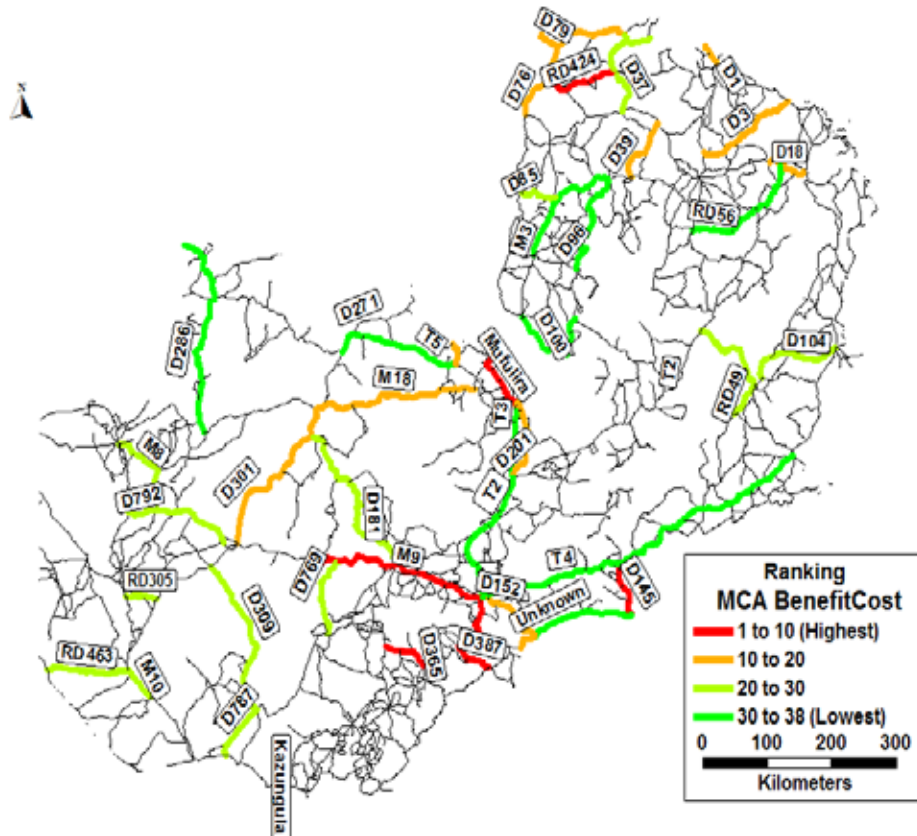 D79
RD424
D76
D37
D1
D3
N
D39
D18
D85
RD56
M3
D96
D271
D286
D100
T5
Mufulira
T2
D104
M18
T3
RD49
M8
D301
T2
D792
D181
M9
T4
D769
RD305
D152
D145
D309
Unknown
D387
RD463
M10
D365
D787
Kazungula
Ranking
MCA BenefitCost
1 to 10 (Highest)
10 to 20
20 to 30
30 to 38 (Lowest)
0 100 200 300
Kilometers